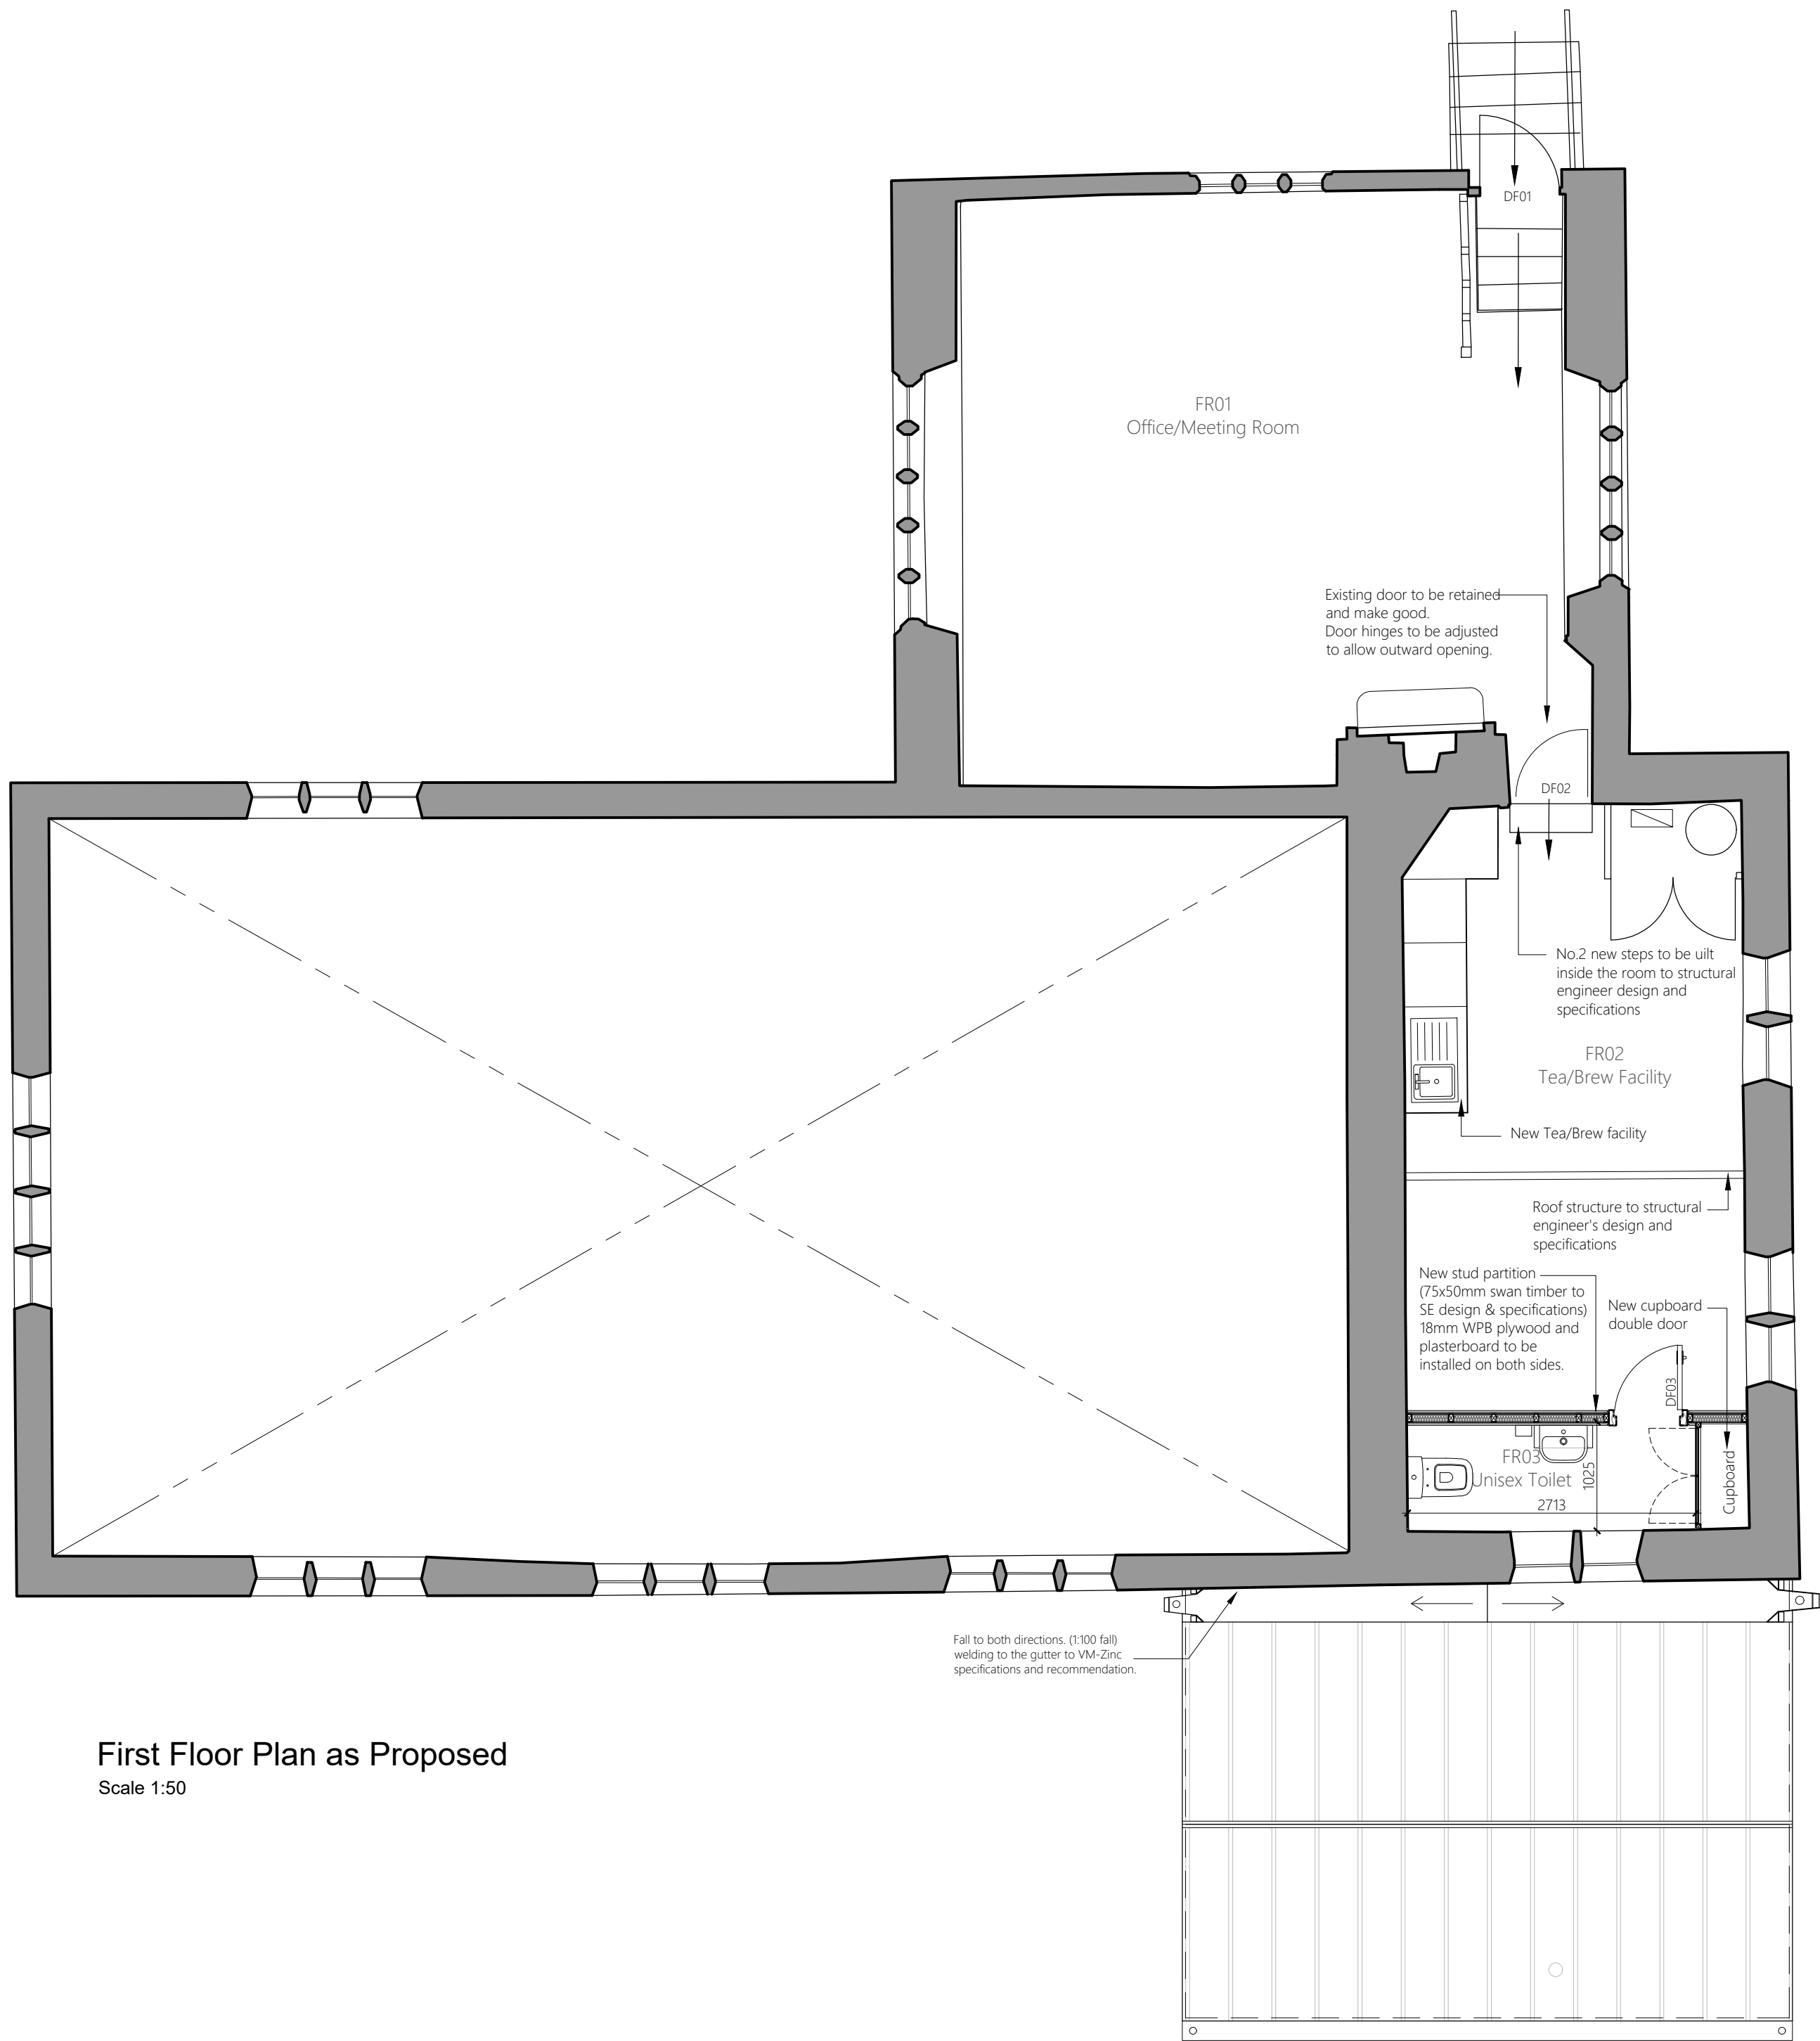 DF01
FR01
Office/Meeting Room
Existing door to be retained
and make good.
Door hinges to be adjusted
to allow outward opening.
DF02
No.2 new steps to be uilt
inside the room to structural
engineer design and
specifications
FR02
Tea/Brew Facility
New Tea/Brew facility
Roof structure to structural
engineer's design and
specifications
New stud partition
(75x50mm swan timber to
SE design & specifications)
18mm WPB plywood and
plasterboard to be
installed on both sides.
New cupboard
double door
DF03
FR03
Unisex Toilet
1025
2713
Cupboard
Fall to both directions. (1:100 fall)
welding to the gutter to VM-Zinc
specifications and recommendation.
First Floor Plan as Proposed
Scale 1:50